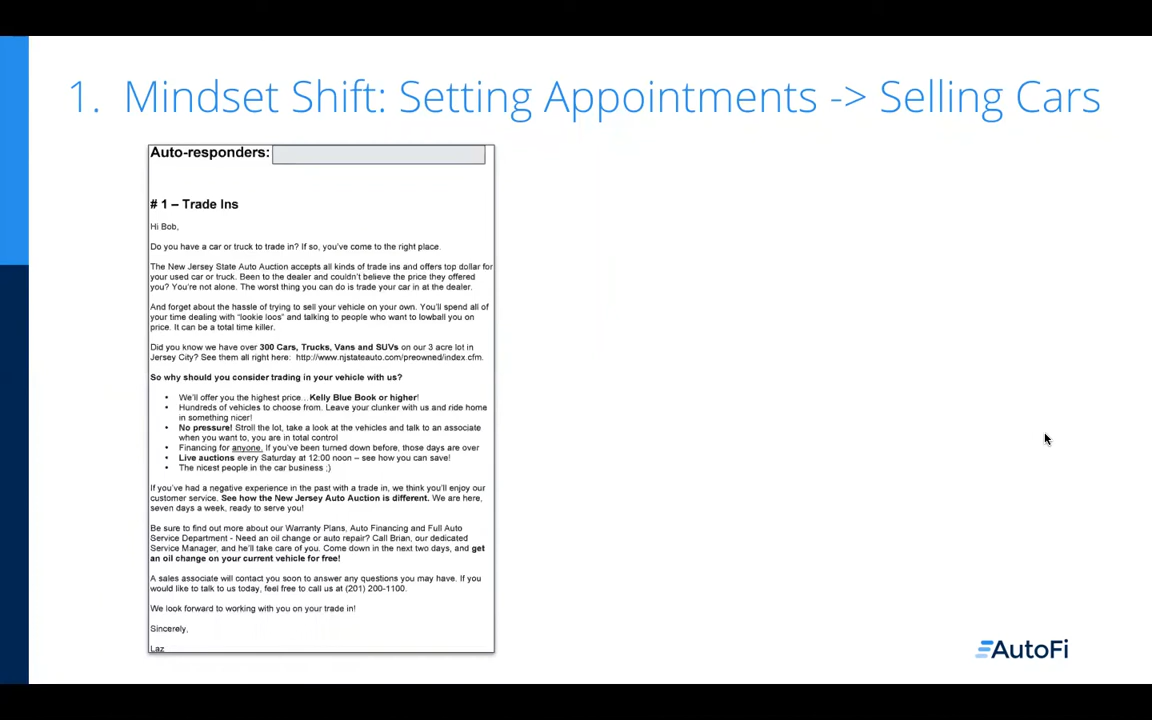 1. Mindset Shift: Setting Appointments -> Selling Cars
Auto-responders:
# 1 – Trade Ins
Hi Bob,
Do you have a car or truck to trade in? If so, you've come to the right place.
The New Jersey State Auto Auction accepts all kinds of trade ins and offers top dollar for
your used car or truck. Been to the dealer and couldn't believe the price they offered
you? You're not alone. The worst thing you can do is trade your car in at the dealer.
And forget about the hassle of trying to sell your vehicle on your own. You'll spend all of
your time dealing with "lookie loos" and talking to people who want to lowball you on
price. It can be a total time killer.
Did you know we have over 300 Cars, Trucks, Vans and SUVs on our 3 acre lot in
Jersey City? See them all right here: http://www.njstateauto.com/preowned/index.cfm.
So why should you consider trading in your vehicle with us?
• We'll offer you the highest price...Kelly Blue Book or higher!
• Hundreds of vehicles to choose from. Leave your clunker with us and ride home
in something nicer!
• No pressure! Stroll the lot, take a look at the vehicles and talk to an associate
when you want to, you are in total control
• Financing for anyone. If you've been turned down before, those days are over
• Live auctions every Saturday at 12:00 noon – see how you can save!
• The nicest people in the car business ;)
If you've had a negative experience in the past with a trade in, we think you'll enjoy our
customer service. See how the New Jersey Auto Auction is different. We are here,
seven days a week, ready to serve you!
Be sure to find out more about our Warranty Plans, Auto Financing and Full Auto
Service Department - Need an oil change or auto repair? Call Brian, our dedicated
Service Manager, and he'll take care of you. Come down in the next two days, and get
an oil change on your current vehicle for free!
A sales associate will contact you soon to answer any questions you may have. If you
would like to talk to us today, feel free to call us at (201) 200-1100.
We look forward to working with you on your trade in!
Sincerely,
Laz
AutoFi